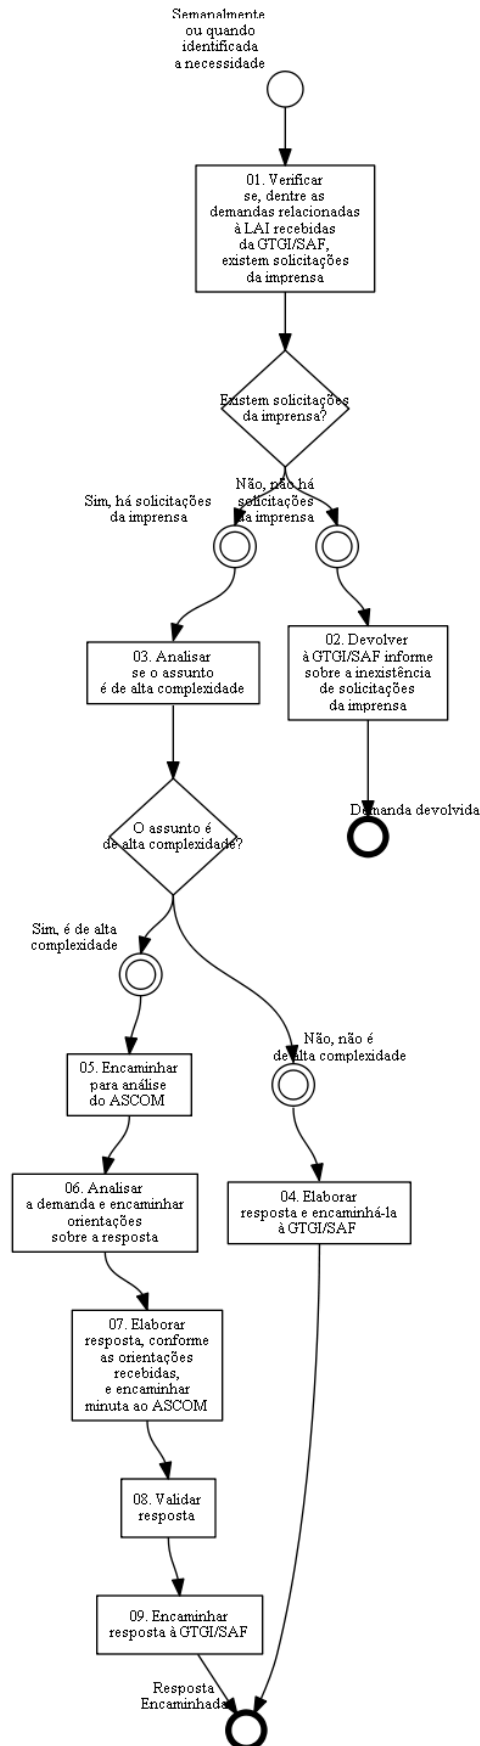 Semanalmente
ou quando
identificada
a necessidade
01. Verificar
se, dentre as
demandas relacionadas
à LAI recebidas
da GTGI/SAF,
existem solicitações
da imprensa
Existem solicitações
da imprensa?
Sim, há solicitações
da imprensa
Não, não há
solicitações
da imprensa
03. Analisar
se o assunto
é de alta complexidade
02. Devolver
à GTGI/SAF informe
sobre a inexistência
de solicitações
da imprensa
Demanda devolvida
O assunto é
de alta complexidade?
Sim, é de alta
complexidade
Não, não é
de alta complexidade
05. Encaminhar
para análise
do ASCOM
06. Analisar
a demanda e encaminhar
orientações
sobre a resposta
04. Elaborar
resposta e encaminhá-la
à GTGI/SAF
07. Elaborar
resposta, conforme
as orientações
recebidas,
e encaminhar
minuta ao ASCOM
08. Validar
resposta
09. Encaminhar
resposta à GTGI/SAF
Resposta
Encaminhada